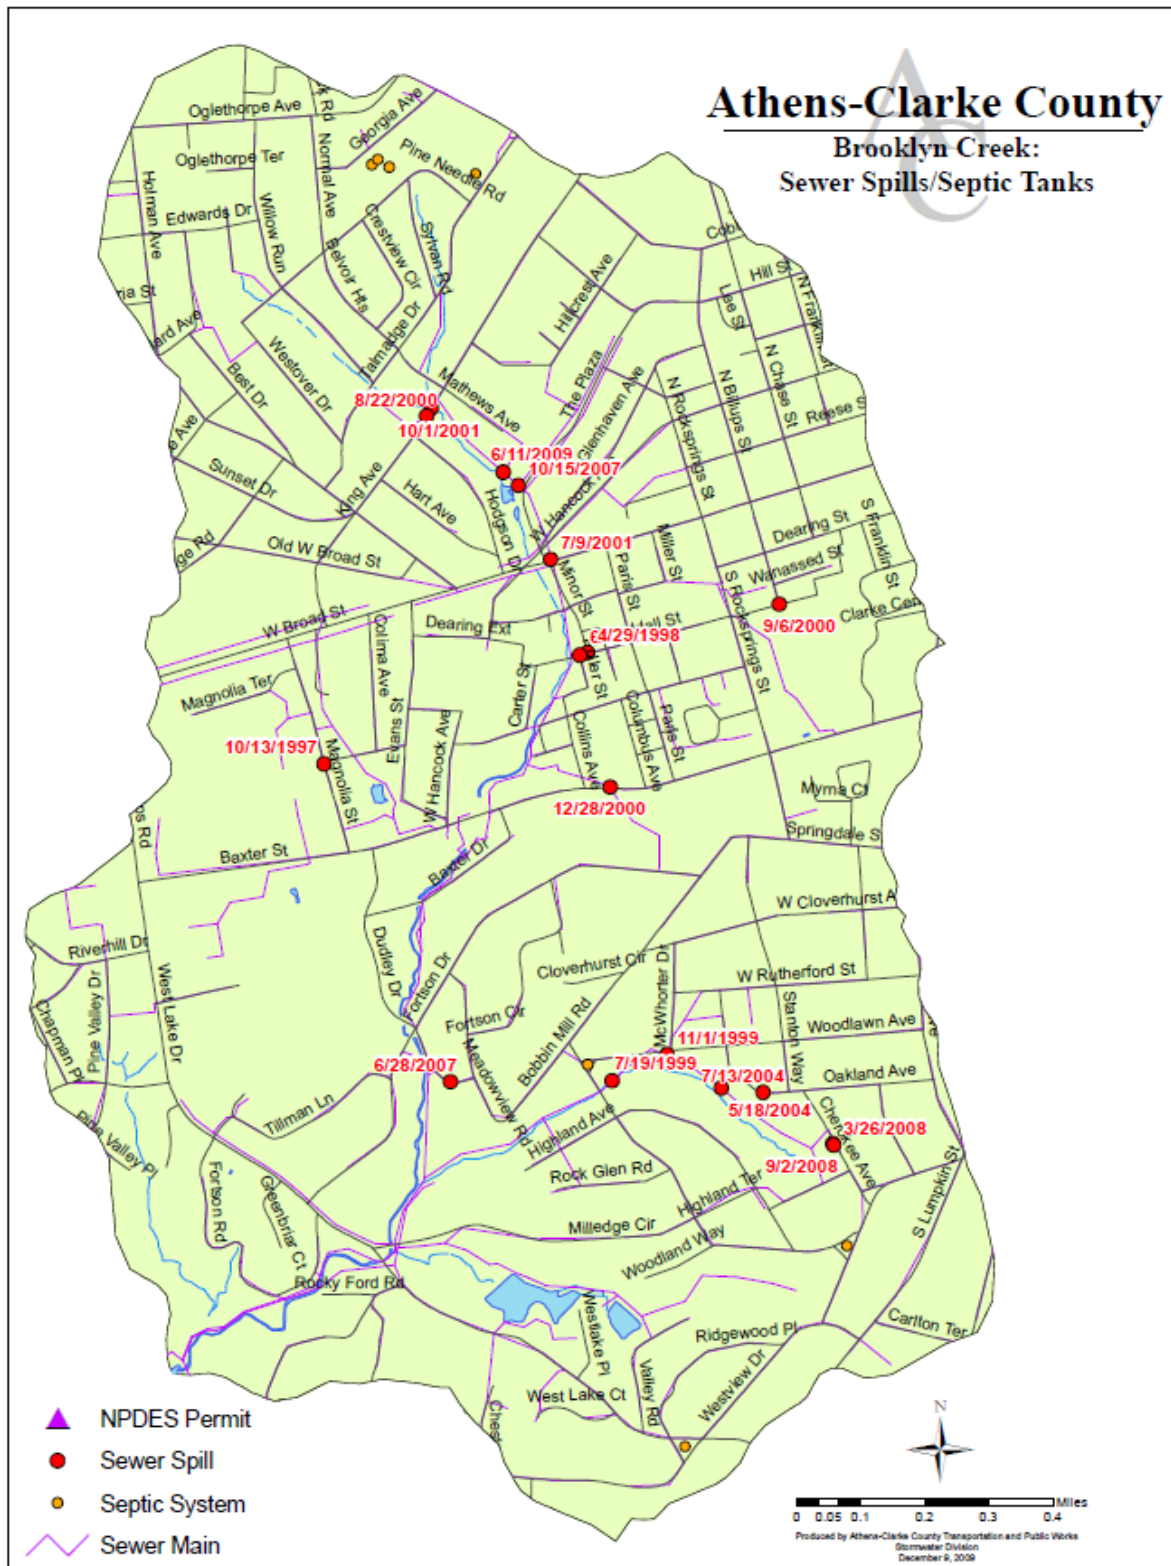 Athens-Clarke County
AC
Brooklyn Creek:
Sewer Spills/Septic Tanks
Oglethorpe Ave
Georgia Ave
Oglethorpe Ter
Normal Ave
Pine Needle Rd
Holman Ave
Edwards Dr
Willow Run
Crestview Cir
Sylvan Rd
Belvoir Hts
Hillcrest Ave
Hill St
N Franklin St
Lee St
Talmadge Dr
Westover Dr
Best Dr
Mathews Ave
The Plaza
Glenhaven Ave
N Rocksprings St
N Billups St
N Chase St
Reese S
8/22/2000
10/1/2001
6/11/2009
10/15/2007
Sunset Dr
King Ave
Hart Ave
Hodgson Dr
W Hancock
Old W Broad St
7/9/2001
Minor St
Paris St
Miller St
Dearing St
S Franklin St
Wanassed St
S Rocksprings St
9/6/2000
Clarke Cen
W Broad St
Dearing Ext
4/29/1998
Colima Ave
Magnolia Ter
Evans St
Carter St
Collins Ave
Columbus Ave
Paris St
10/13/1997
Magnolia St
W Hancock Ave
12/28/2000
Myrna Ct
Springdale S
Baxter St
Baxter Dr
W Cloverhurst A
Riverhill Dr
Dudley Dr
Fortson Dr
Cloverhurst Cir
McWhorter Dr
W Rutherford St
Pine Valley Dr
West Lake Dr
Chapman Pl
Fortson Cir
Bobbin Mill Rd
Stanton Way
Woodlawn Ave
11/1/1999
6/28/2007
Meadowview Rd
7/19/1999
7/13/2004
Oakland Ave
5/18/2004
Tillman Ln
Highland Ave
Cherokee Ave
3/26/2008
9/2/2008
Pine Valley Pl
Rock Glen Rd
Fortson Rd
Greenbriar Ct
Highland Ter
S Lumpkin St
Milledge Cir
Woodland Way
Rocky Ford Rd
Westlake Pl
Ridgewood Pl
Carlton Ter
West Lake Ct
Valley Rd
Westview Dr
Chest
NPDES Permit
Sewer Spill
Septic System
Sewer Main
N
Miles
0 0.05 0.1 0.2 0.3 0.4
Produced by Athens-Clarke County Transportation and Public Works
Stormwater Division
December 9, 2009